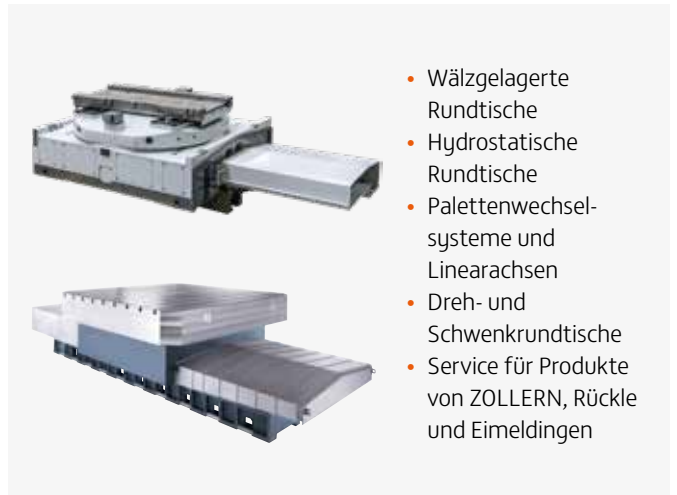 • Wälzgelagerte
Rundtische
• Hydrostatische
Rundtische
• Palettenwechsel-
systeme und
Linearachsen
• Dreh- und
Schwenkrundtische
• Service für Produkte
von ZOLLERN, Rückle
und Eimeldingen